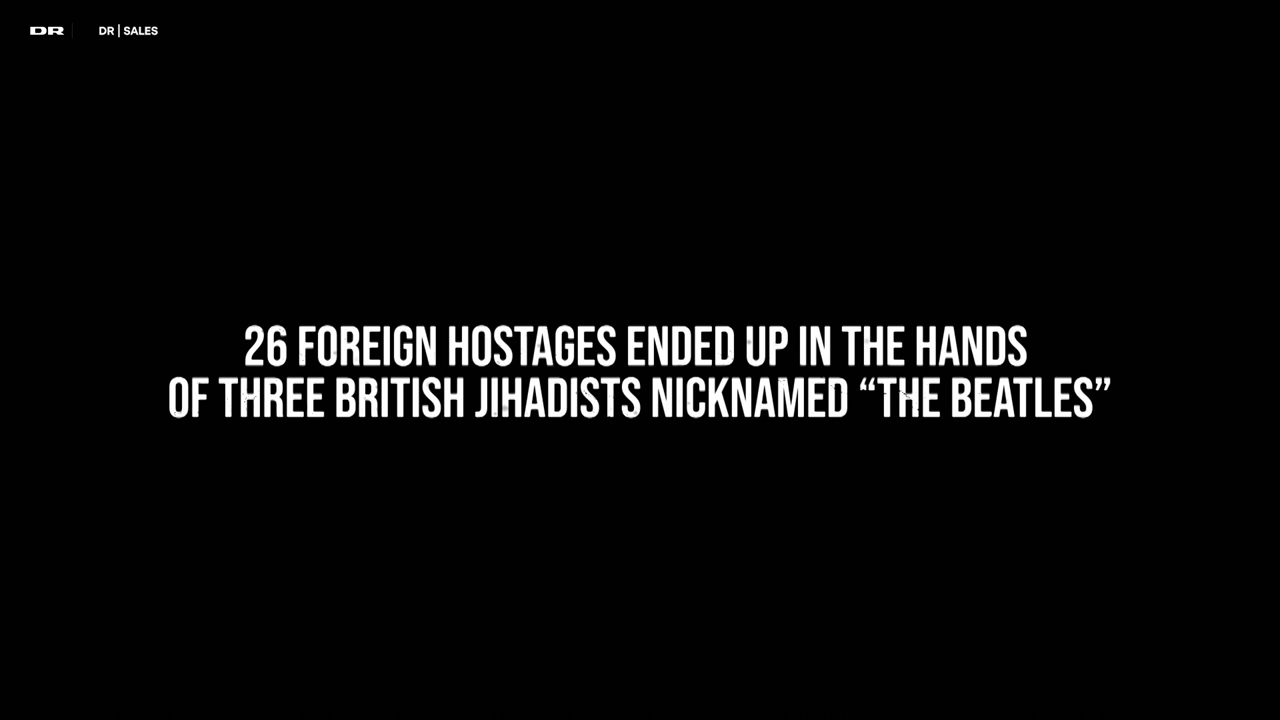 DR
DR | SALES
26 FOREIGN HOSTAGES ENDED UP IN THE HANDS
OF THREE BRITISH JIHADISTS NICKNAMED “THE BEATLES”